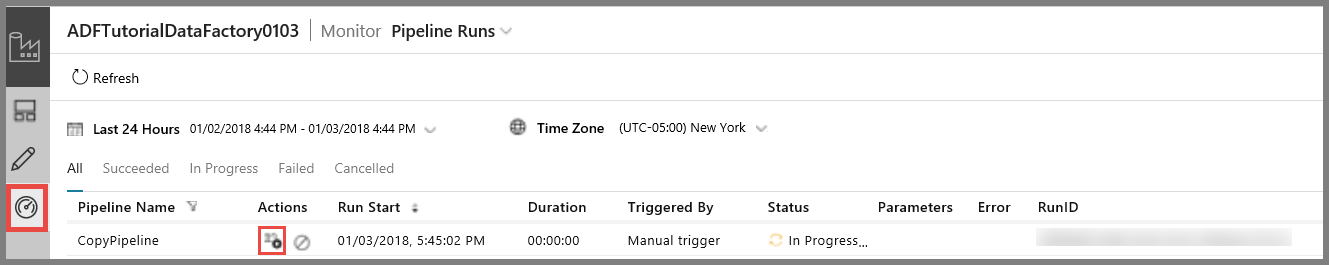 ADFTutorialDataFactory0103 Monitor Pipeline Runs
Refresh
Last 24 Hours 01/02/2018 4:44 PM - 01/03/2018 4:44 PM Time Zone (UTC-05:00) New York
All Succeeded In Progress Failed Cancelled
Pipeline Name Actions Run Start Duration Triggered By Status Parameters Error RunID
CopyPipeline 01/03/2018, 5:45:02 PM 00:00:00 Manual trigger In Progress...